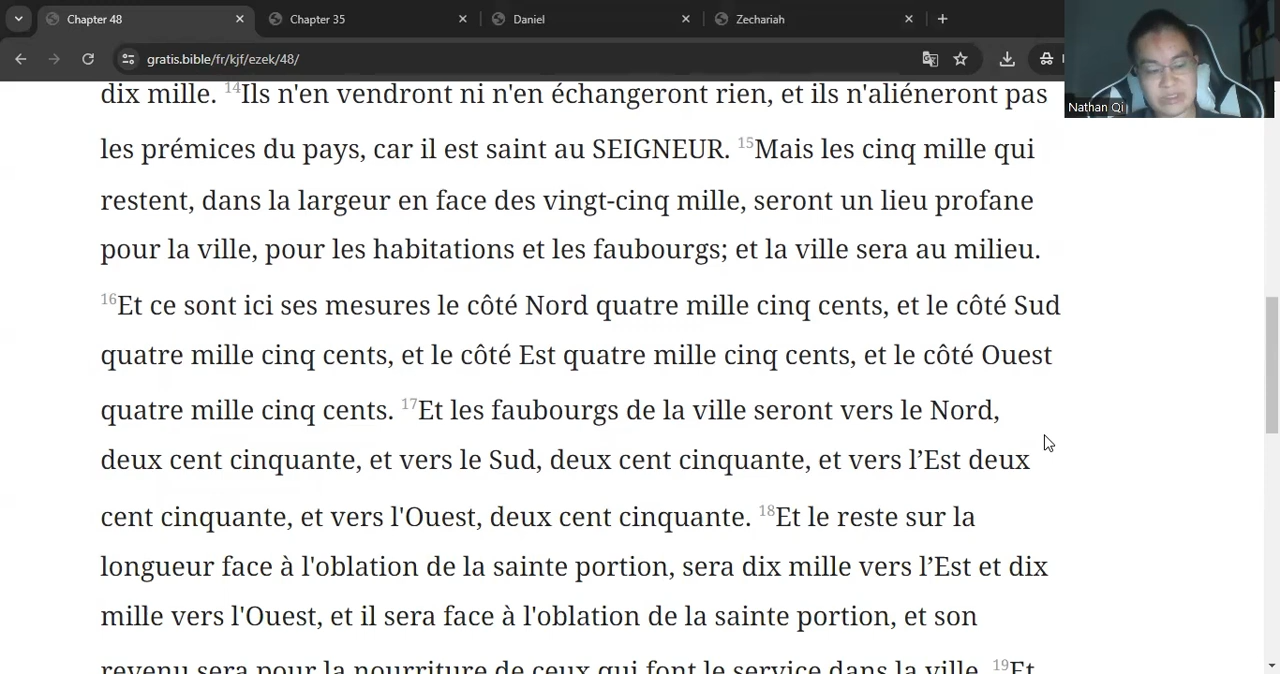 Chapter 48
Chapter 35
Daniel
Zechariah
gratis.bible/fr/kjf/ezek/48/
Nathan Qi
dix mille. 14Ils n'en vendront ni n'en échangeront rien, et ils n'aliéneront pas
les prémices du pays, car il est saint au SEIGNEUR. 15Mais les cinq mille qui
restent, dans la largeur en face des vingt-cinq mille, seront un lieu profane
pour la ville, pour les habitations et les faubourgs; et la ville sera au milieu.
16Et ce sont ici ses mesures le côté Nord quatre mille cinq cents, et le côté Sud
quatre mille cinq cents, et le côté Est quatre mille cinq cents, et le côté Ouest
quatre mille cinq cents. 17Et les faubourgs de la ville seront vers le Nord,
deux cent cinquante, et vers le Sud, deux cent cinquante, et vers l’Est deux
cent cinquante, et vers l'Ouest, deux cent cinquante. 18Et le reste sur la
longueur face à l'oblation de la sainte portion, sera dix mille vers l’Est et dix
mille vers l'Ouest, et il sera face à l'oblation de la sainte portion, et son
revenu sera pour la nourriture de ceux qui font le service dans la ville. 19Et